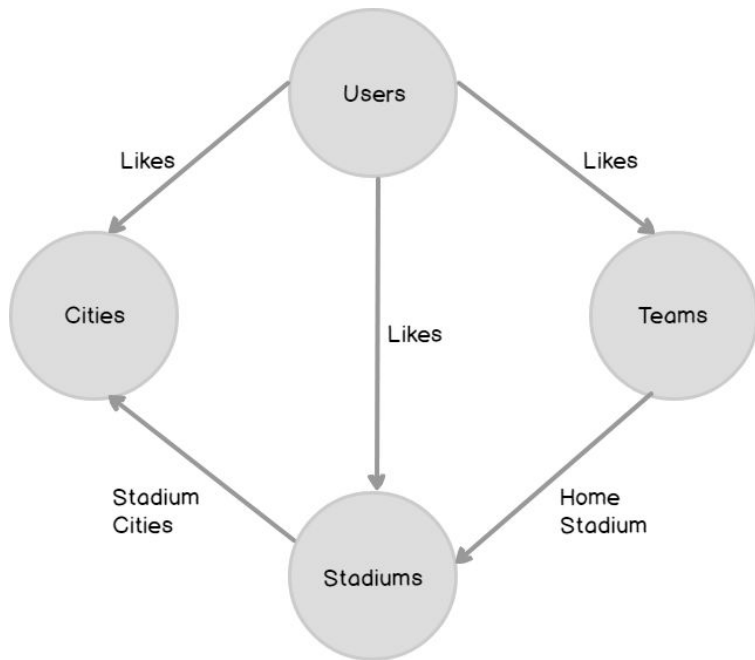 Users
Likes
Likes
Cities
Likes
Teams
Stadium
Cities
Home
Stadium
Stadiums